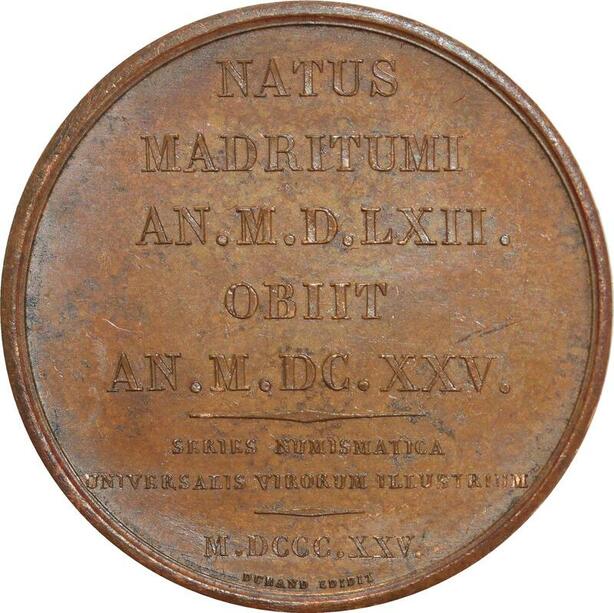 NATUS
MADRITUMI
AN.M.D.LXII.
OBIIT
AN.M.DC.XXV.
SERIES NUMISMATICA
UNIVERSALIS VIRORUM ILLUSTRIUM
M.DCCC.XXV.
DURAND EDIDIT